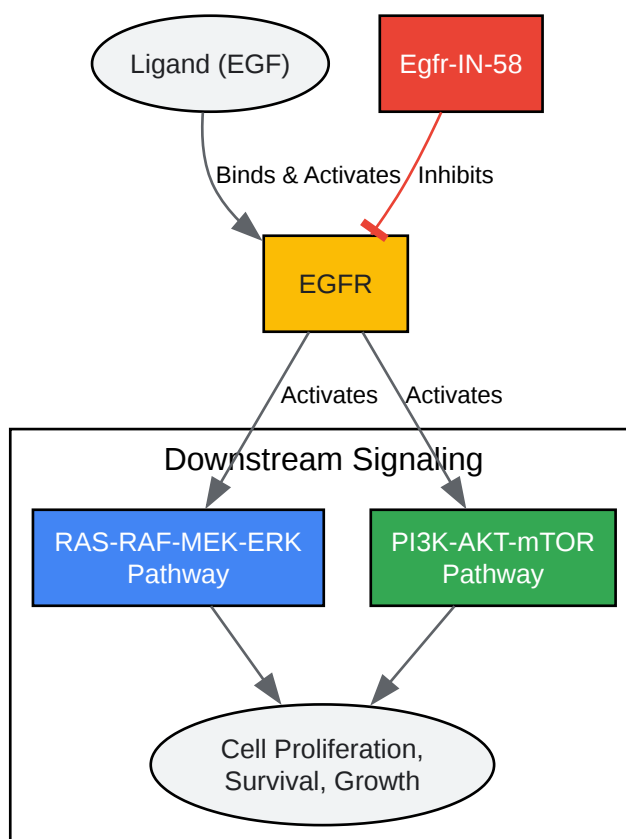 Ligand (EGF)
Egfr-IN-58
Binds & Activates
Inhibits
EGFR
Activates
Activates
Downstream Signaling
RAS-RAF-MEK-ERK
Pathway
PI3K-AKT-mTOR
Pathway
Cell Proliferation,
Survival, Growth